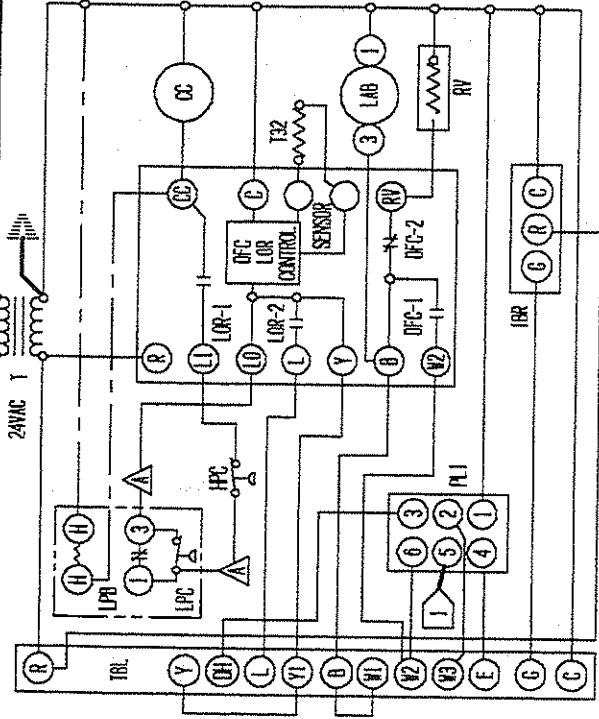 24VAC T
CC
LAB
1
3
RV
T32
R
L1
LO
L
Y
B
W2
CC
C
RV
LOR-1
LOR-2
DFC
LOR
CONTROL
SENSOR
DFC-2
DFC-1
IBR
G
R
C
A
A
HPC
H
H
LPB
1
3
LPC
PL1
6
3
5
2
4
1
1
TBL
R
Y
DH
L
Y1
B
W1
W2
W3
E
G
C